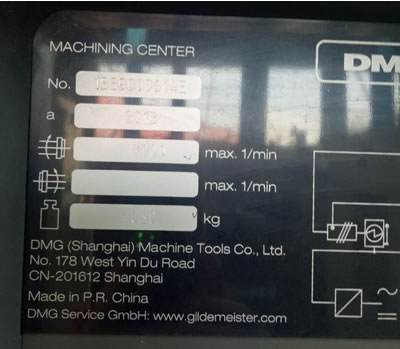 MACHINING CENTER
DM
No.
a
max. 1/min
max. 1/min
kg
DMG (Shanghai) Machine Tools Co., Ltd.
No. 178 West Yin Du Road
CN-201612 Shanghai
Made in P.R. China
DMG Service GmbH: www.gildemeister.com